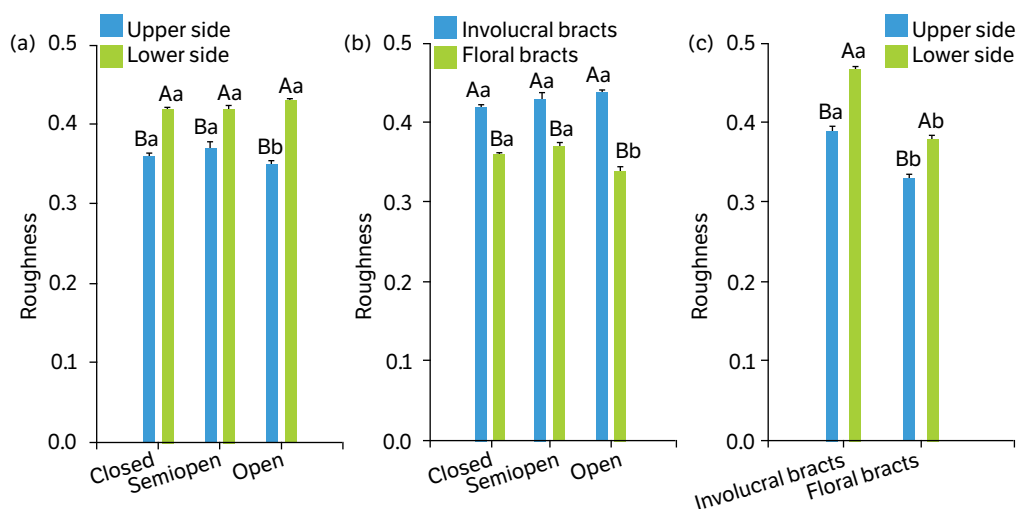 (a)
Upper side
Lower side
Roughness
0.5
0.4
0.3
0.2
0.1
0.0
Ba Aa Ba Aa Bb Aa
Closed Semiopen Open
(b)
Involucral bracts
Floral bracts
Roughness
0.5
0.4
0.3
0.2
0.1
0.0
Aa Ba Aa Ba Aa Bb
Closed Semiopen Open
(c)
Upper side
Lower side
Roughness
0.5
0.4
0.3
0.2
0.1
0.0
Ba Aa Bb Ab
Involucral bracts Floral bracts